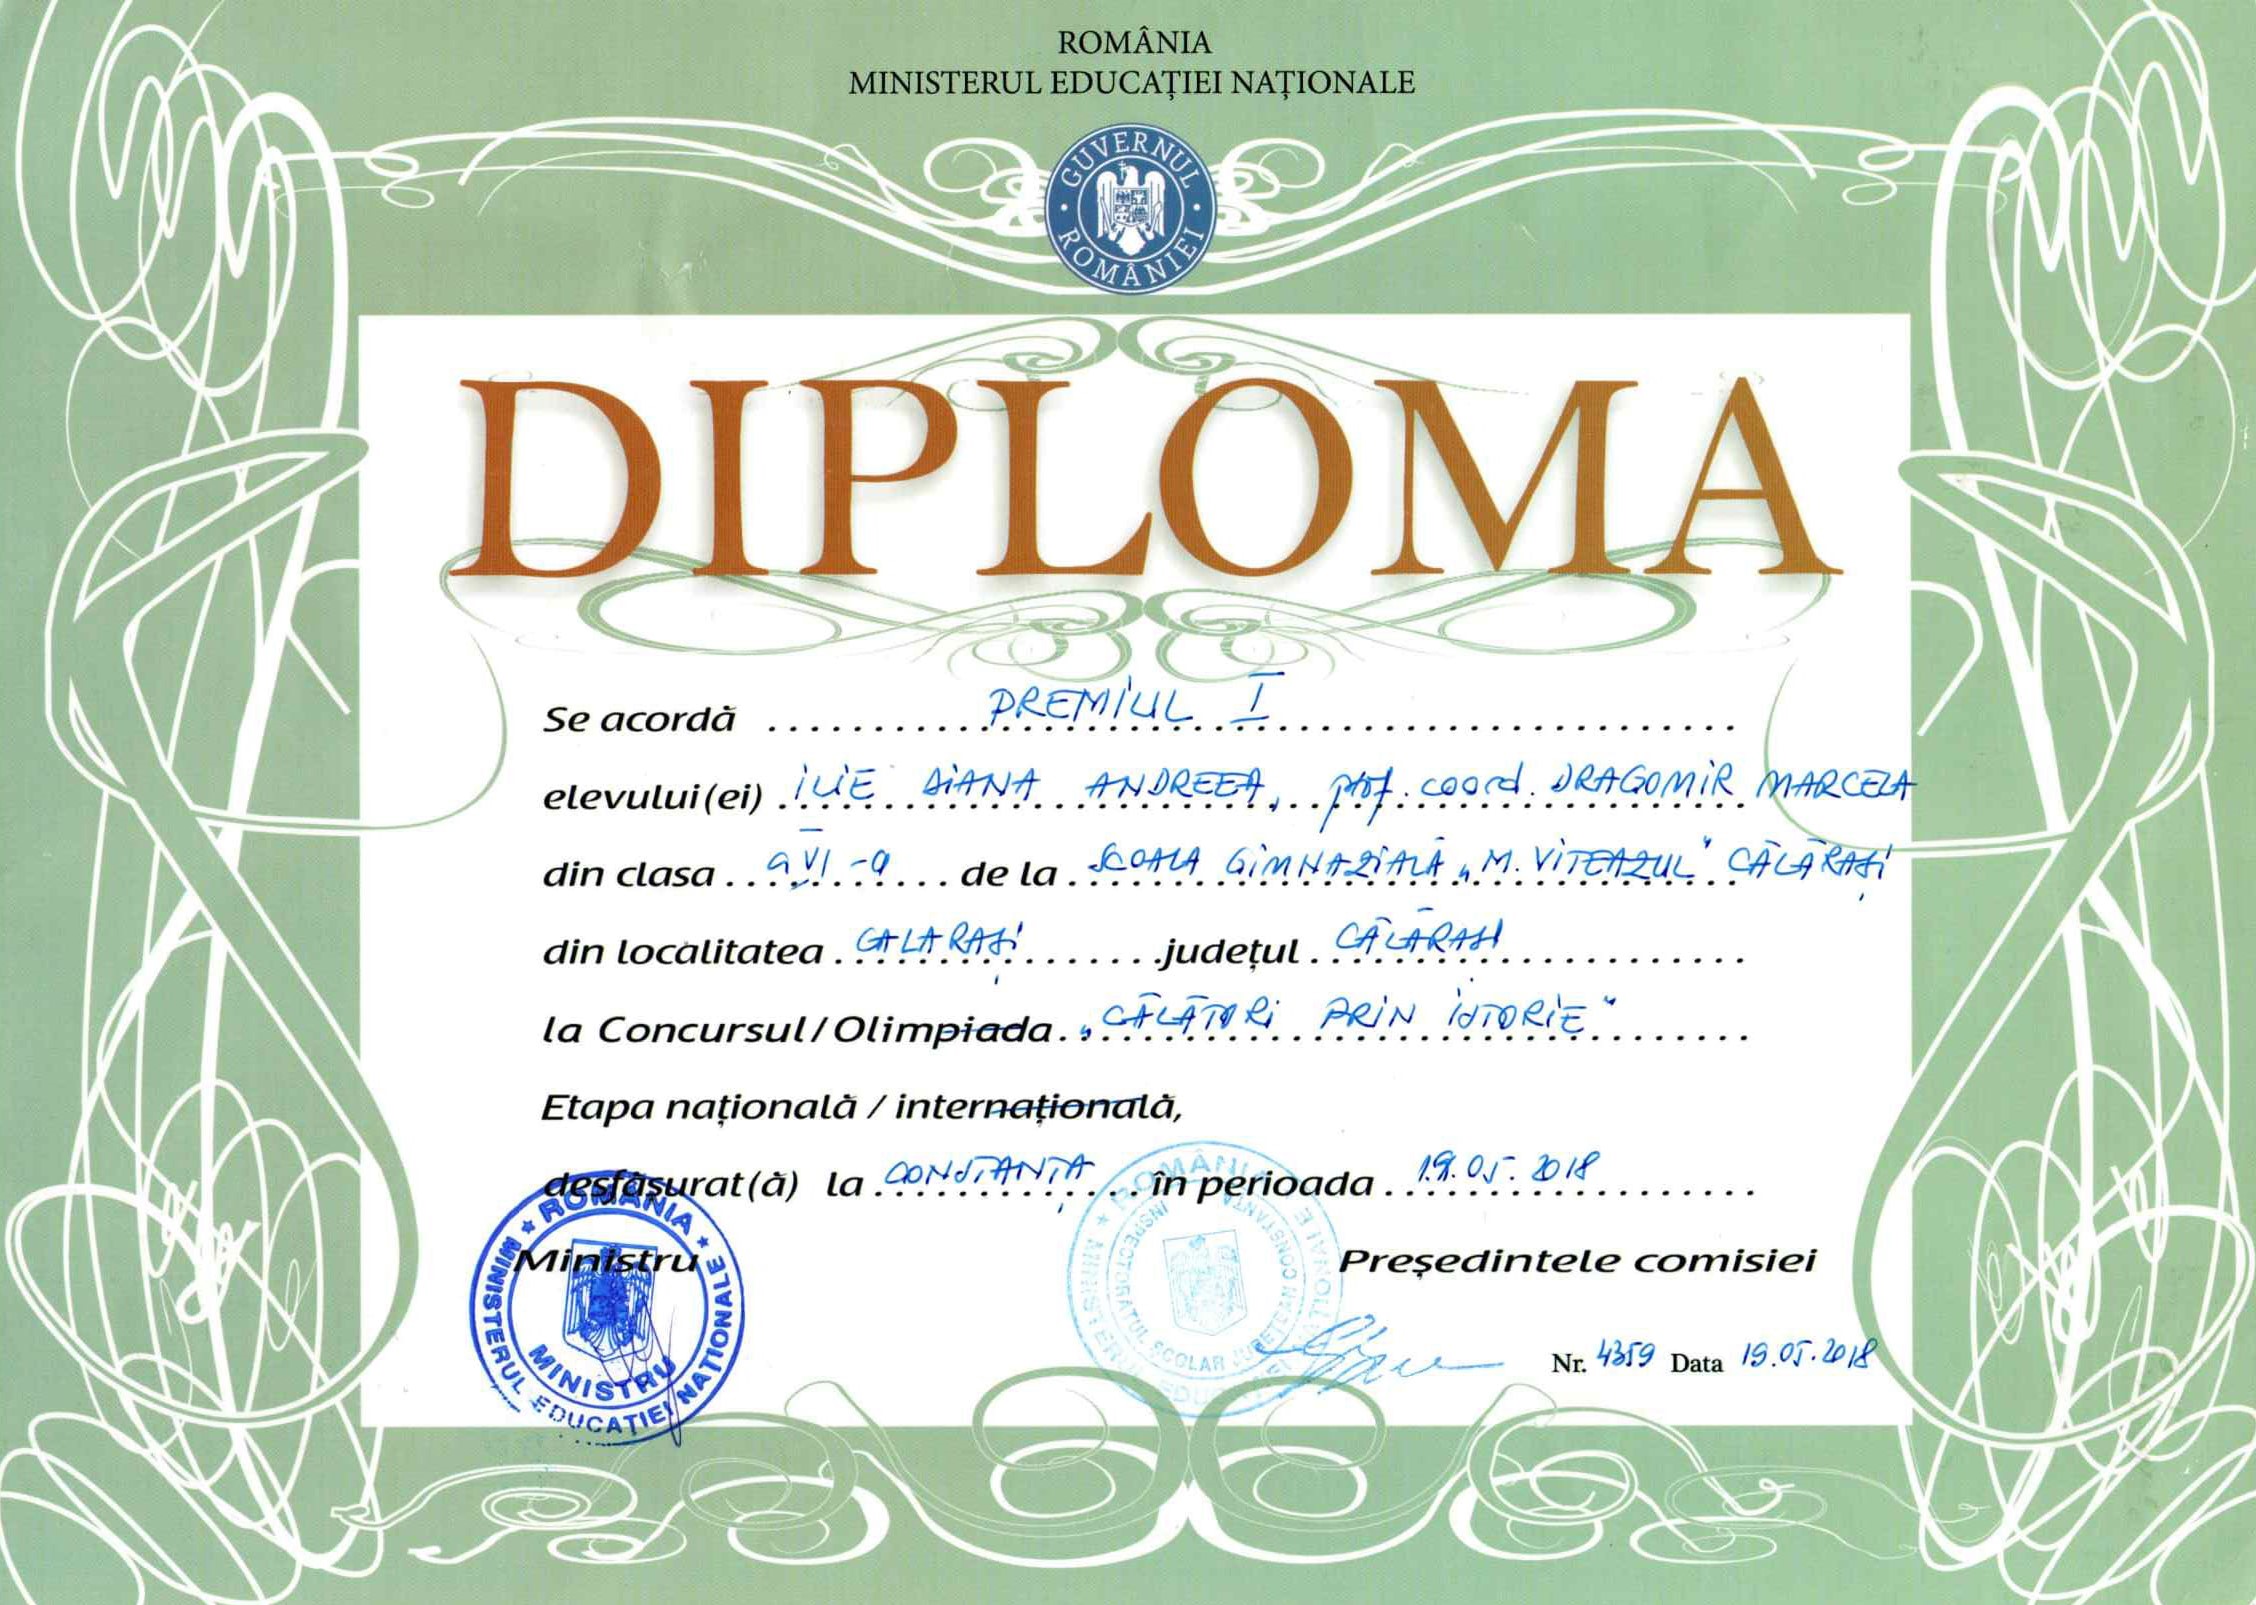 ROMÂNIA
MINISTERUL EDUCAȚIEI NAȚIONALE
GUVERNUL ROMÂNIEI
DIPLOMA
Se acordă PREMIUL I
elevului(ei) ILIE DIANA ANDREEA, prof. coord. DRAGOMIR MARCELA
din clasa a VI-a de la SCOALA GIMNAZIALĂ „M. VITEAZUL" CĂLĂRAȘI
din localitatea CALARAȘI județul CĂLĂRASI
la Concursul/Olimpiada „CĂLĂTORI PRIN ISTORIE"
Etapa națională / internațională,
desfășurat(ă) la CONSTANȚA în perioada 19.05.2018
Ministru Președintele comisiei
ROMÂNIA * MINISTERUL EDUCAȚIEI NAȚIONALE * MINISTRU
ROMÂNIA * MINISTERUL EDUCAȚIEI NAȚIONALE INSPECTORATUL ȘCOLAR JUDEȚEAN CONSTANȚA
Nr. 4359 Data 19.05.2018